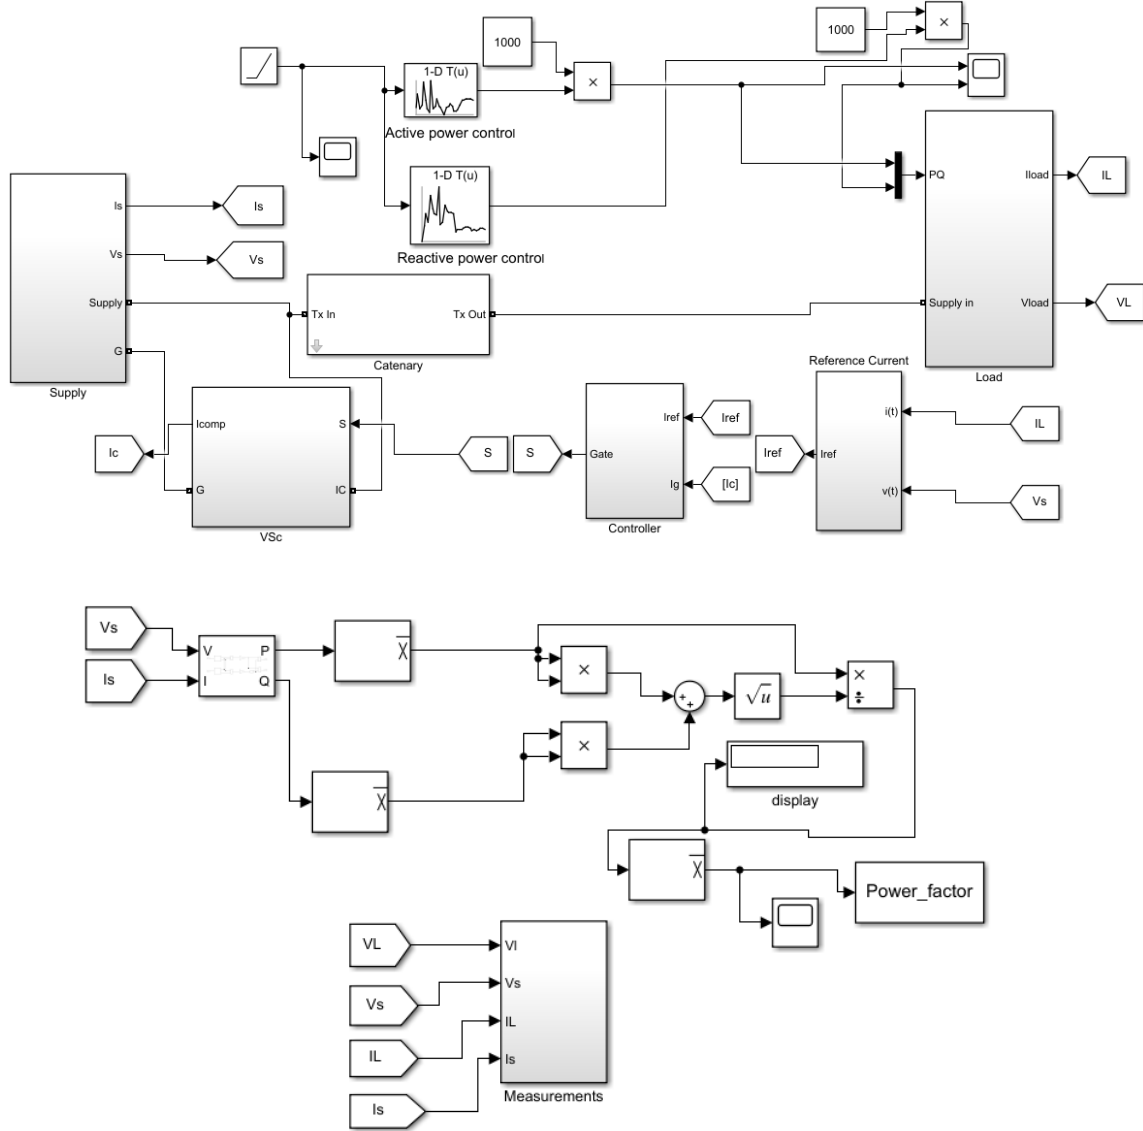 1000
1000
×
×
1-D T(u)
Active power control
1-D T(u)
Reactive power control
Is
Vs
Supply
G
Supply
Is
Vs
Tx In
Tx Out
Catenary
PQ
Supply in
Iload
Vload
Load
IL
VL
Icomp
G
S
IC
VSc
Ic
S
S
Gate
Iref
Ig
Controller
Iref
[Ic]
Reference Current
Iref
i(t)
v(t)
Iref
IL
Vs
Vs
Is
V
I
P
Q
X
X
×
×
+
+
√u
×
÷
display
X
Power_factor
VL
Vs
IL
Is
Vl
Vs
IL
Is
Measurements